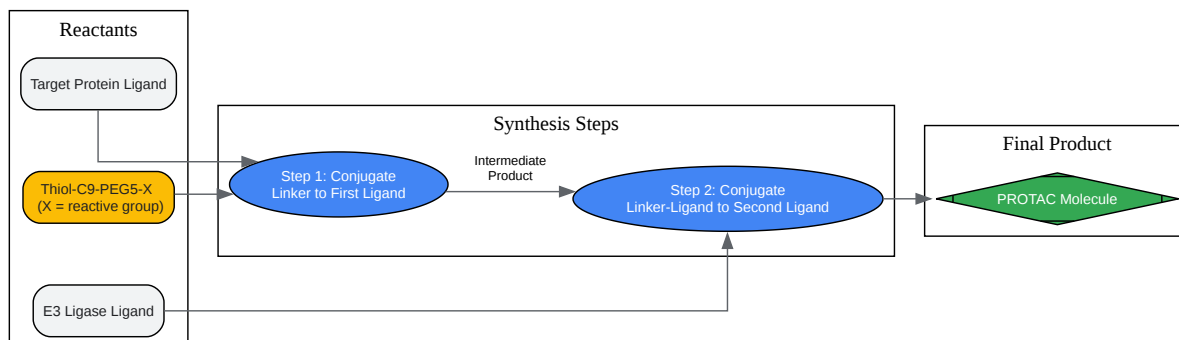 Reactants
Target Protein Ligand
Thiol-C9-PEG5-X
(X = reactive group)
E3 Ligase Ligand
Synthesis Steps
Step 1: Conjugate
Linker to First Ligand
Intermediate
Product
Step 2: Conjugate
Linker-Ligand to Second Ligand
Final Product
PROTAC Molecule